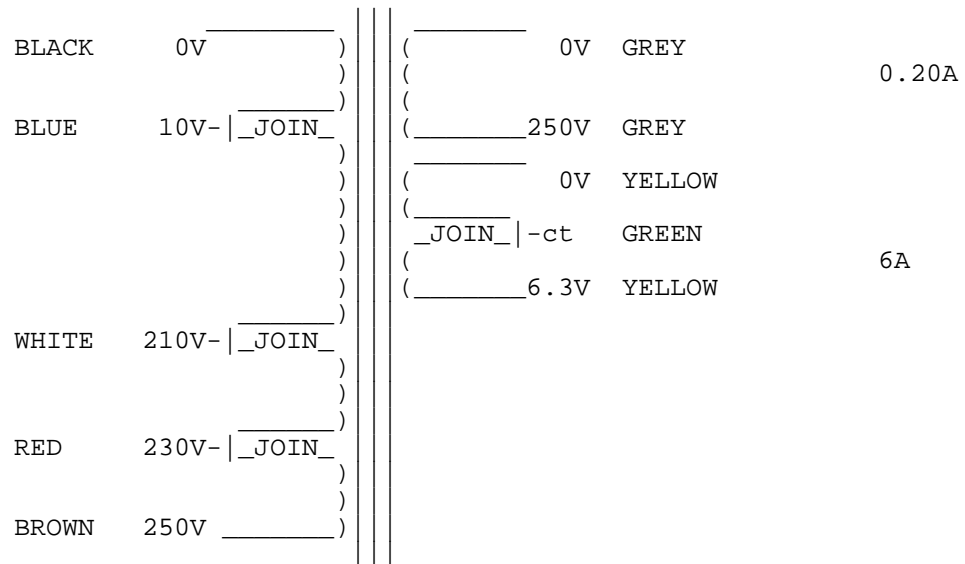 BLACK 0V 0V GREY
0.20A
BLUE 10V- JOIN 250V GREY
0V YELLOW
JOIN -ct GREEN
6A
6.3V YELLOW
WHITE 210V- JOIN
RED 230V- JOIN
BROWN 250V